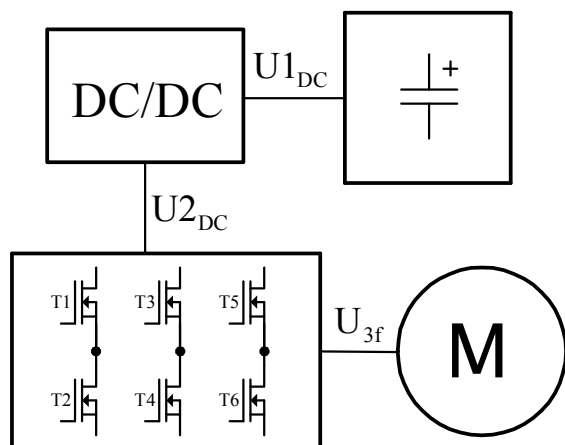 U1DC
+
DC/DC
U2DC
T1 T3 T5
U3f
M
T2 T4 T6